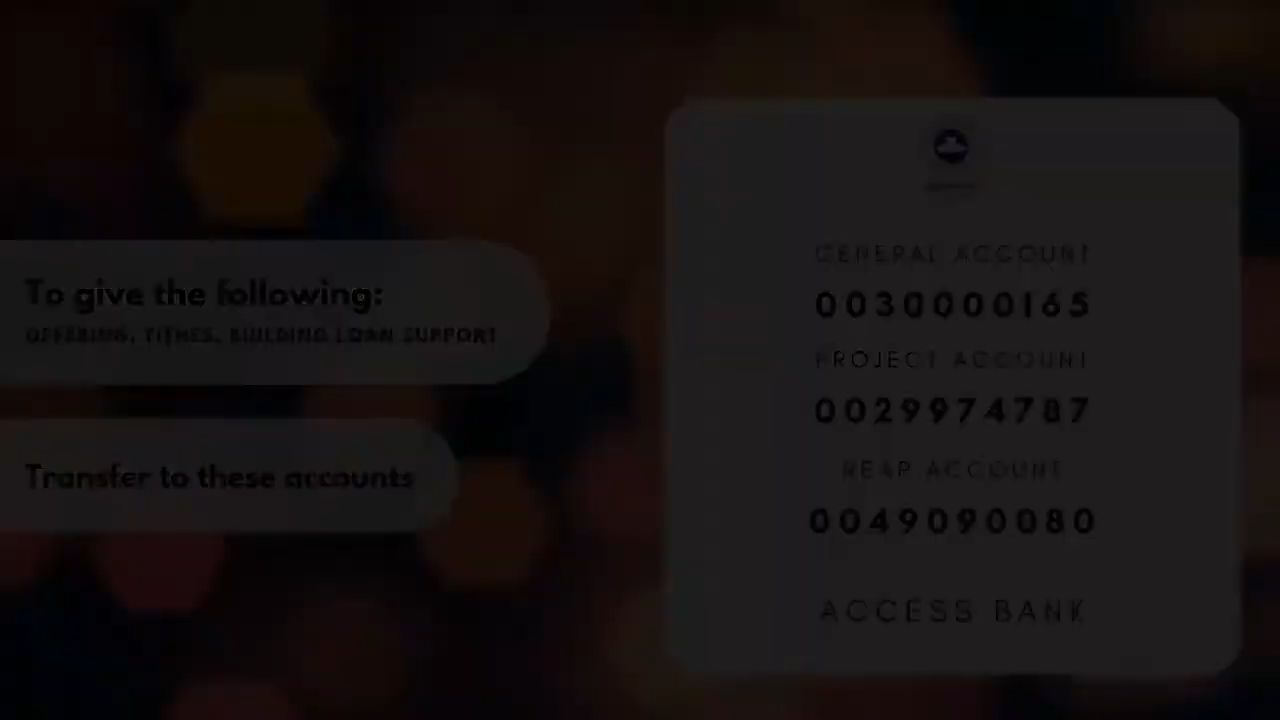 To give the following:
OFFERING, TITHES, BUILDING LOAN SUPPORT
Transfer to these accounts
GENERAL ACCOUNT
0030000165
PROJECT ACCOUNT
0029974787
REAP ACCOUNT
0049090080
ACCESS BANK